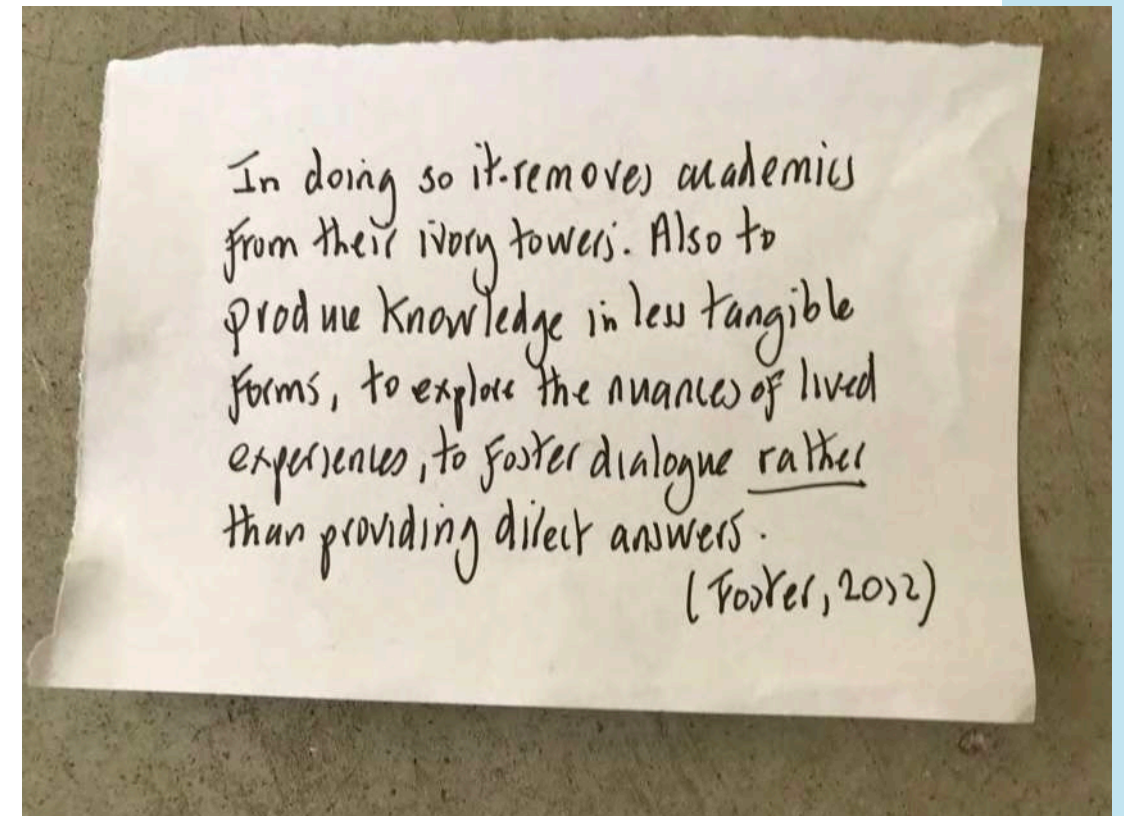 In doing so it removes academics
from their ivory towers. Also to
produce knowledge in less tangible
forms, to explore the nuances of lived
experiences, to foster dialogue rather
than providing direct answers.
(Foster,